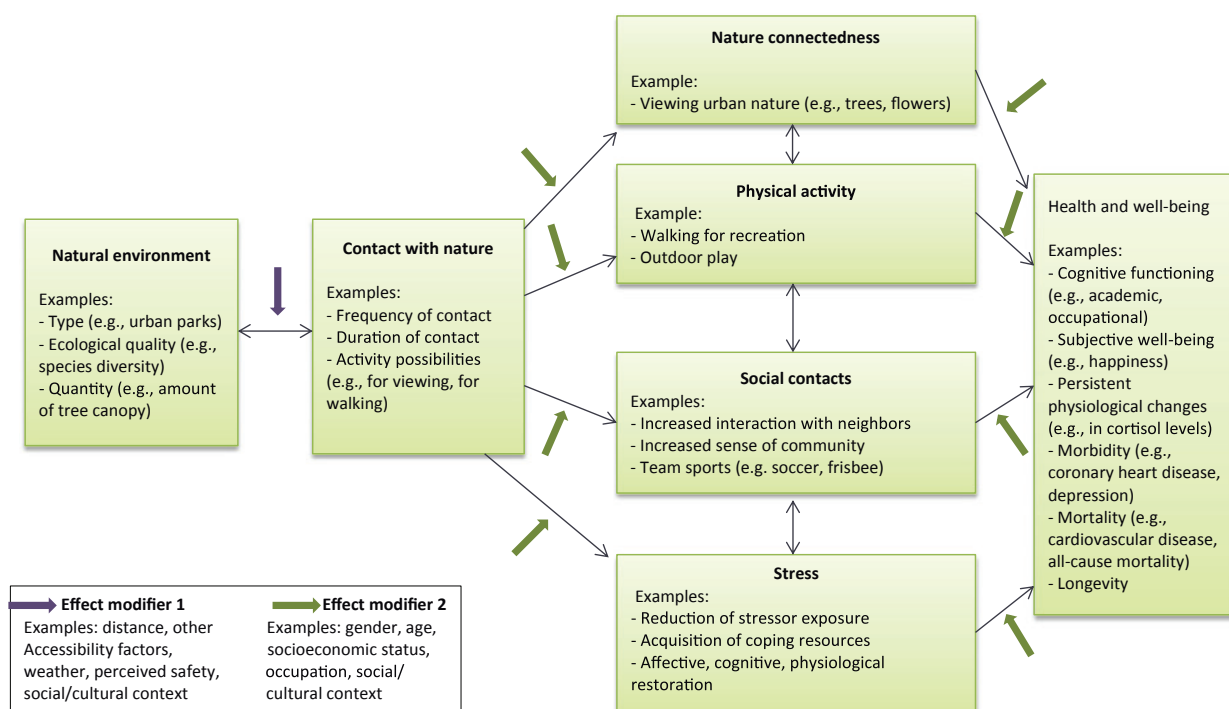 Nature connectedness
Example:
- Viewing urban nature (e.g., trees, flowers)
Physical activity
Example:
- Walking for recreation
- Outdoor play
Natural environment
Examples:
- Type (e.g., urban parks)
- Ecological quality (e.g.,
species diversity)
- Quantity (e.g., amount
of tree canopy)
Contact with nature
Examples:
- Frequency of contact
- Duration of contact
- Activity possibilities
(e.g., for viewing, for
walking)
Social contacts
Examples:
- Increased interaction with neighbors
- Increased sense of community
- Team sports (e.g. soccer, frisbee)
Stress
Examples:
- Reduction of stressor exposure
- Acquisition of coping resources
- Affective, cognitive, physiological
restoration
Health and well-being
Examples:
- Cognitive functioning
(e.g., academic,
occupational)
- Subjective well-being
(e.g., happiness)
- Persistent
physiological changes
(e.g., in cortisol levels)
- Morbidity (e.g.,
coronary heart disease,
depression)
- Mortality (e.g.,
cardiovascular disease,
all-cause mortality)
- Longevity
Effect modifier 1
Examples: distance, other
Accessibility factors,
weather, perceived safety,
social/cultural context
Effect modifier 2
Examples: gender, age,
socioeconomic status,
occupation, social/
cultural context